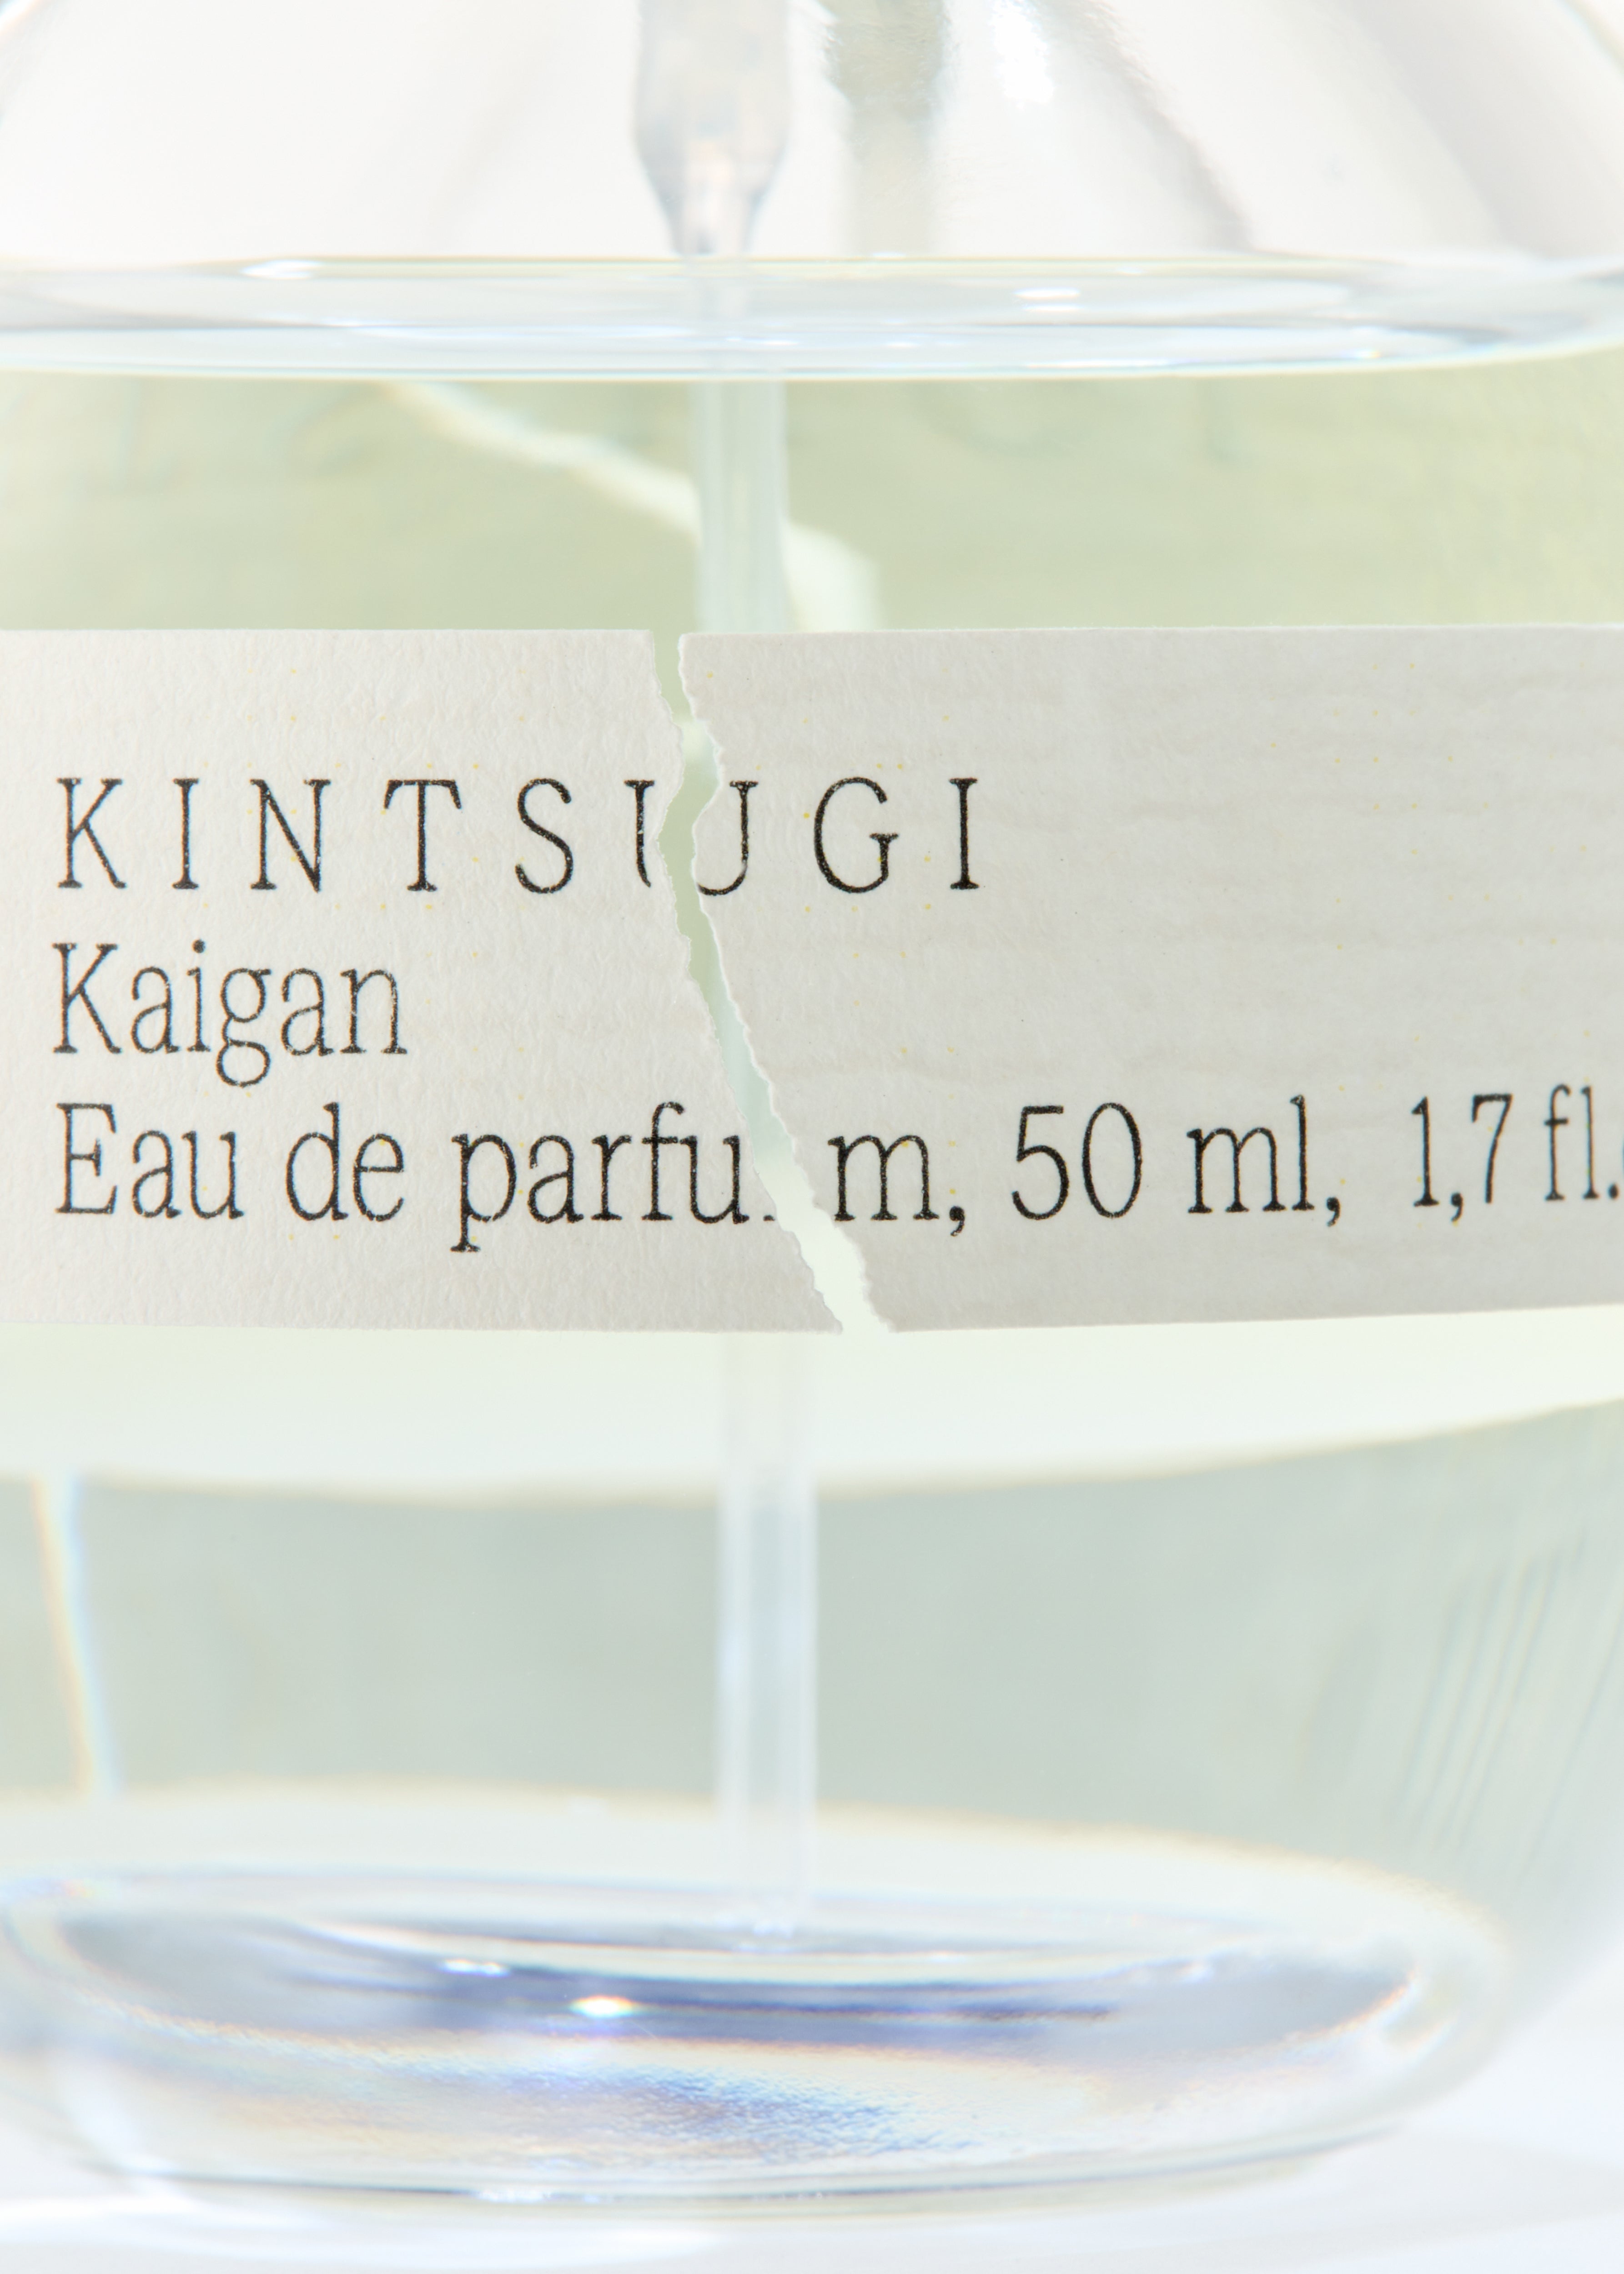 KINTSUGI
Kaigan
Eau de parfum, 50 ml, 1,7 fl.